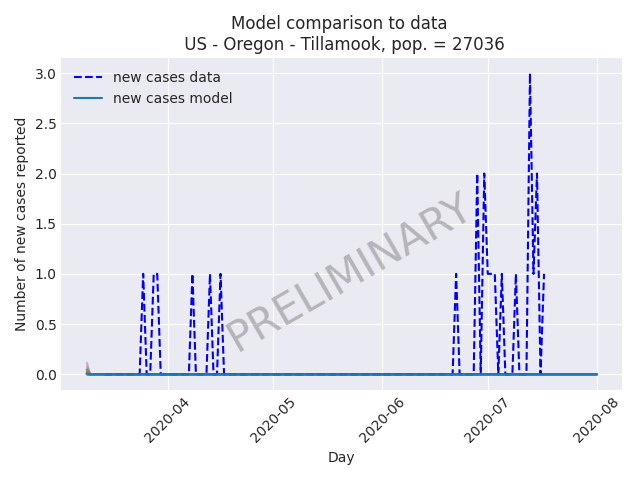 Model comparison to data
US - Oregon - Tillamook, pop. = 27036
new cases data
new cases model
Number of new cases reported
3.0
2.5
2.0
1.5
1.0
0.5
0.0
PRELIMINARY
2020-04
2020-05
2020-06
2020-07
2020-08
Day